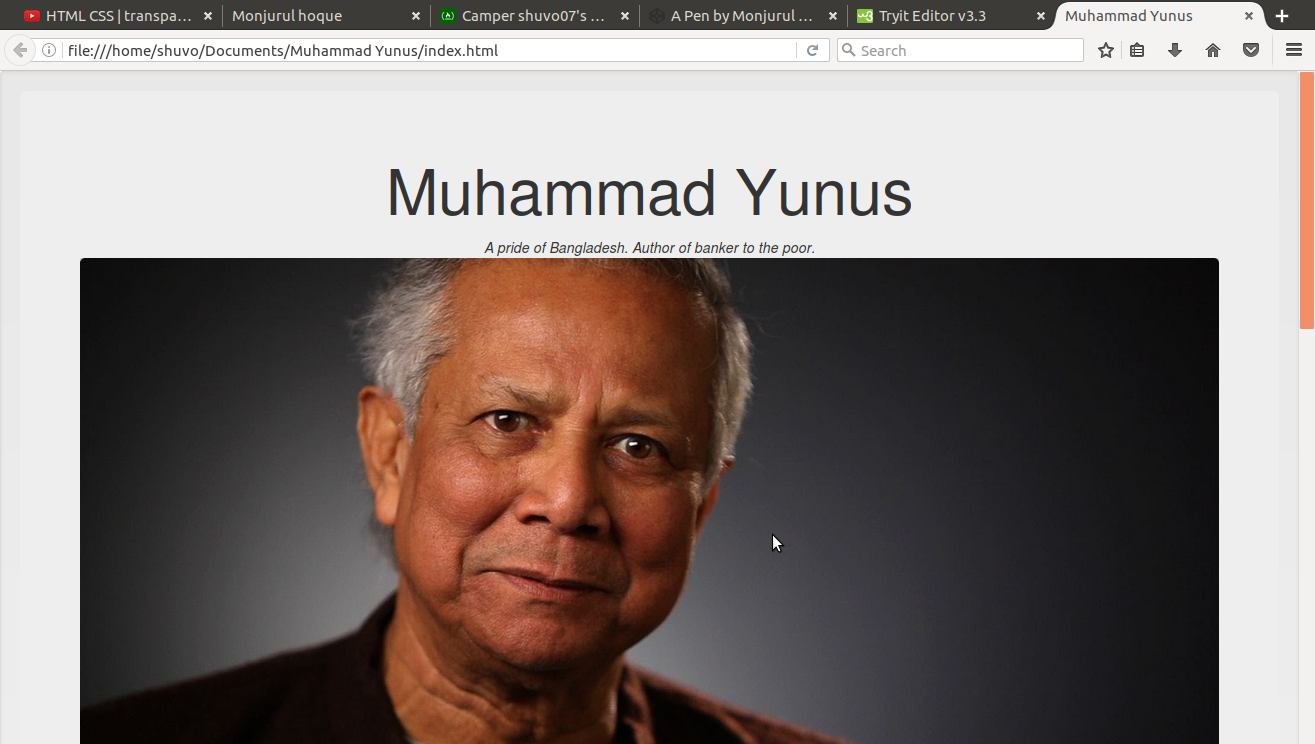 HTML CSS | transpa...
Monjurul hoque
Camper shuvo07's ...
A Pen by Monjurul ...
w3
Tryit Editor v3.3
Muhammad Yunus
file:///home/shuvo/Documents/Muhammad Yunus/index.html
Search
Muhammad Yunus
A pride of Bangladesh. Author of banker to the poor.